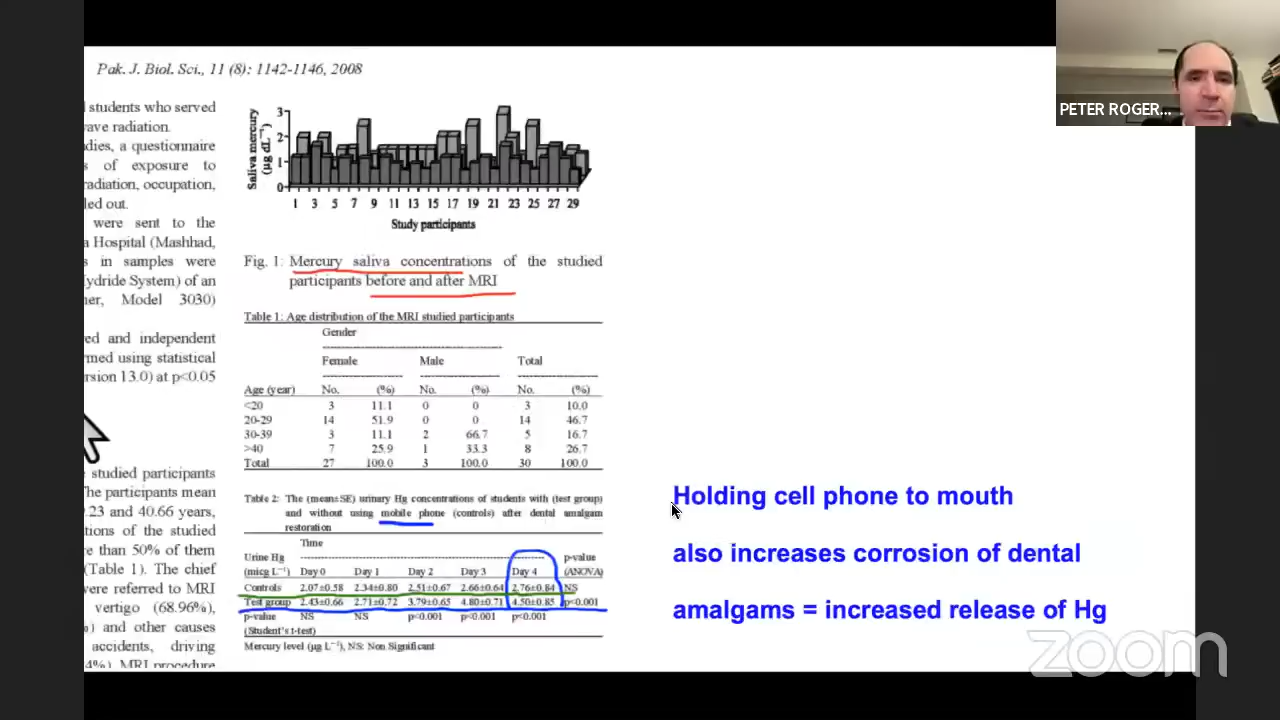 Pak. J. Biol. Sci., 11 (8): 1142-1146, 2008
PETER ROGER...
students who served
wave radiation.
dies, a questionnaire
s of exposure to
radiation, occupation,
led out.
were sent to the
a Hospital (Mashhad,
s in samples were
ydride System) of an
ner, Model 3030)
ed and independent
rmed using statistical
rsion 13.0) at p<0.05
studied participants
The participants mean
.23 and 40.66 years,
tions of the studied
re than 50% of them
(Table 1). The chief
were referred to MRI
vertigo (68.96%),
%) and other causes
accidents, driving
4%). MRI procedure
Saliva mercury
(µg dL⁻¹)
3
2
1
0
1 3 5 7 9 11 13 15 17 19 21 23 25 27 29
Study participants
Fig. 1: Mercury saliva concentrations of the studied
participants before and after MRI
Table 1: Age distribution of the MRI studied participants
Gender
Female Male Total
Age (year) No. (%) No. (%) No. (%)
<20 3 11.1 0 0 3 10.0
20-29 14 51.9 0 0 14 46.7
30-39 3 11.1 2 66.7 5 16.7
>40 7 25.9 1 33.3 8 26.7
Total 27 100.0 3 100.0 30 100.0
Table 2: The (means±SE) urinary Hg concentrations of students with (test group)
and without using mobile phone (controls) after dental amalgam
restoration
Time
Urine Hg p-value
(micg L⁻¹) Day 0 Day 1 Day 2 Day 3 Day 4 (ANOVA)
Controls 2.07±0.58 2.34±0.80 2.51±0.67 2.66±0.64 2.76±0.84 NS
Test group 2.43±0.66 2.71±0.72 3.79±0.65 4.80±0.71 4.50±0.85 p<0.001
p-value NS NS p<0.001 p<0.001 p<0.001
(Student's t-test)
Mercury level (µg L⁻¹), NS: Non Significant
Holding cell phone to mouth
also increases corrosion of dental
amalgams = increased release of Hg
zoom